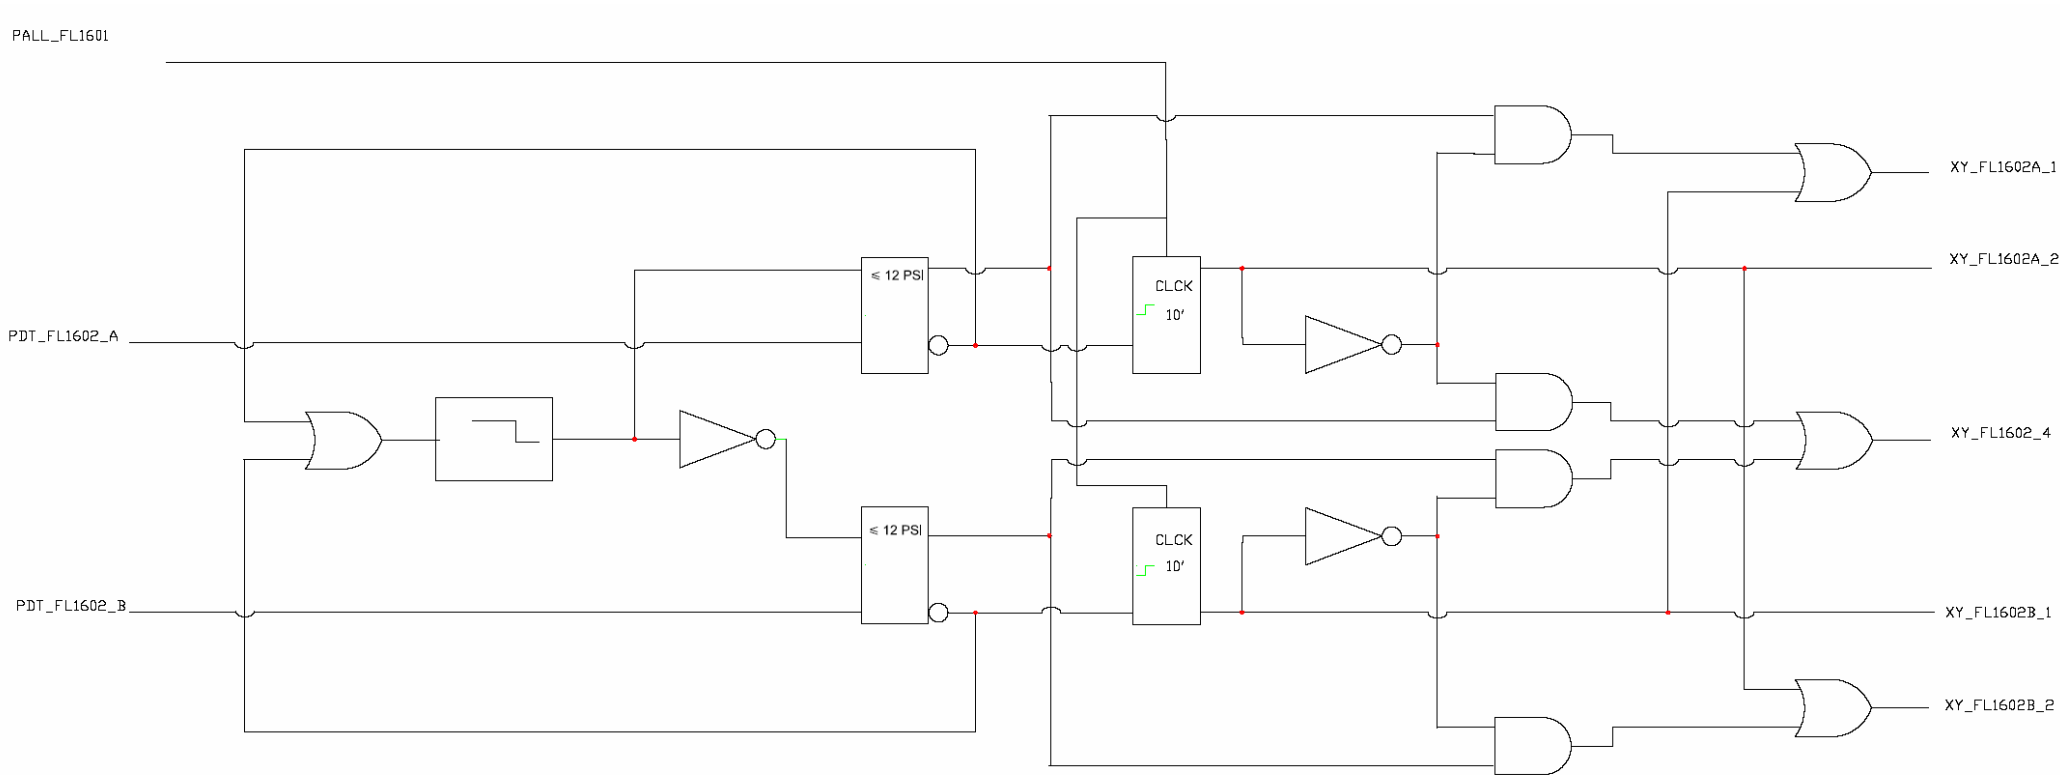 PALL_FL1601
XY_FL1602A_1
XY_FL1602A_2
≤ 12 PSI
CLCK
10'
PDT_FL1602_A
XY_FL1602_4
≤ 12 PSI
CLCK
10'
PDT_FL1602_B
XY_FL1602B_1
XY_FL1602B_2